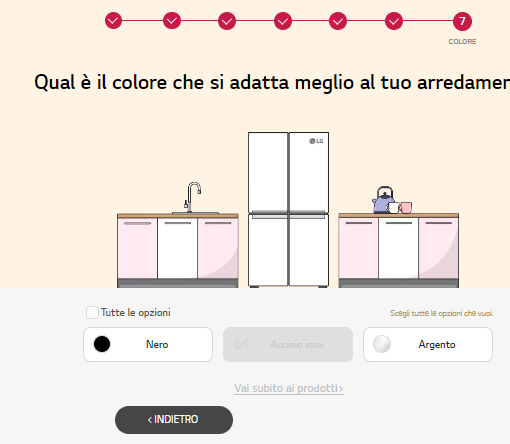 7
COLORE
Qual è il colore che si adatta meglio al tuo arredamen
LG
Tutte le opzioni
Scegli tutte le opzioni che vuoi.
Nero
Acciaio inox
Argento
Vai subito ai prodotti›
‹ INDIETRO